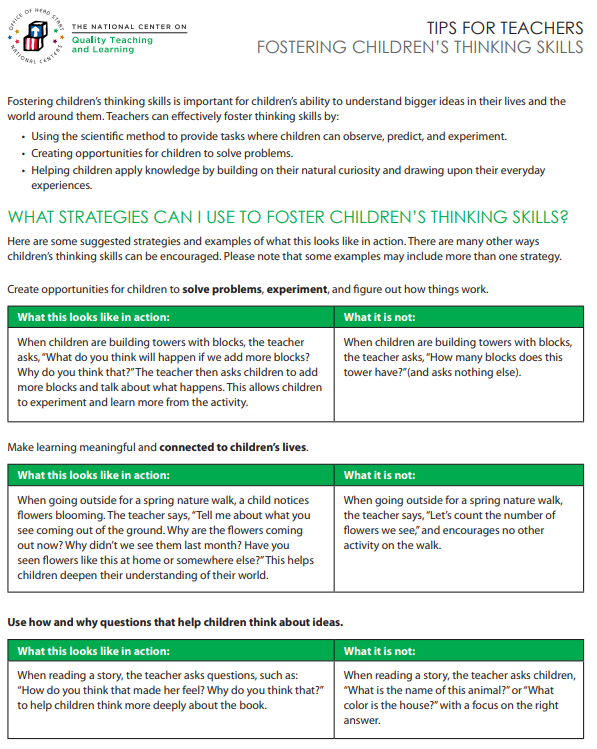 OFFICE OF HEAD START
NATIONAL CENTERS
THE NATIONAL CENTER ON
Quality Teaching
and Learning
TIPS FOR TEACHERS
FOSTERING CHILDREN'S THINKING SKILLS
Fostering children's thinking skills is important for children's ability to understand bigger ideas in their lives and the
world around them. Teachers can effectively foster thinking skills by:
• Using the scientific method to provide tasks where children can observe, predict, and experiment.
• Creating opportunities for children to solve problems.
• Helping children apply knowledge by building on their natural curiosity and drawing upon their everyday
experiences.
WHAT STRATEGIES CAN I USE TO FOSTER CHILDREN'S THINKING SKILLS?
Here are some suggested strategies and examples of what this looks like in action. There are many other ways
children's thinking skills can be encouraged. Please note that some examples may include more than one strategy.
Create opportunities for children to solve problems, experiment, and figure out how things work.
What this looks like in action:
When children are building towers with blocks, the teacher
asks, "What do you think will happen if we add more blocks?
Why do you think that?" The teacher then asks children to add
more blocks and talk about what happens. This allows children
to experiment and learn more from the activity.
What it is not:
When children are building towers with blocks,
the teacher asks, "How many blocks does this
tower have?"(and asks nothing else).
Make learning meaningful and connected to children's lives.
What this looks like in action:
When going outside for a spring nature walk, a child notices
flowers blooming. The teacher says, "Tell me about what you
see coming out of the ground. Why are the flowers coming
out now? Why didn't we see them last month? Have you
seen flowers like this at home or somewhere else?" This helps
children deepen their understanding of their world.
What it is not:
When going outside for a spring nature walk,
the teacher says, "Let's count the number of
flowers we see," and encourages no other
activity on the walk.
Use how and why questions that help children think about ideas.
What this looks like in action:
When reading a story, the teacher asks questions, such as:
"How do you think that made her feel? Why do you think that?"
to help children think more deeply about the book.
What it is not:
When reading a story, the teacher asks children,
"What is the name of this animal?" or "What
color is the house?" with a focus on the right
answer.